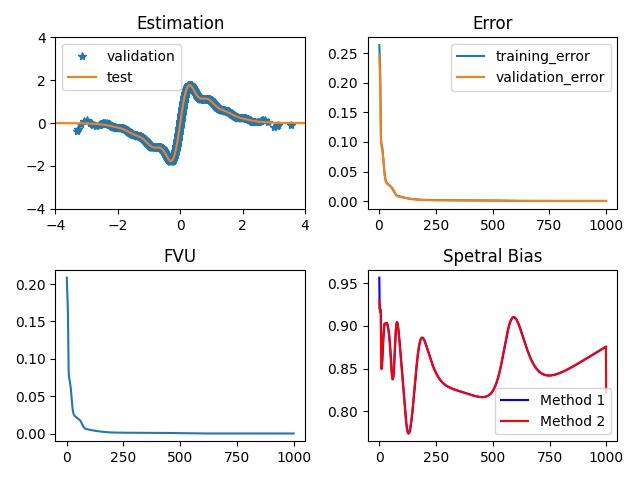 Estimation
4
2
0
−2
−4
−4 −2 0 2 4
validation
test
Error
0.25
0.20
0.15
0.10
0.05
0.00
0 250 500 750 1000
training_error
validation_error
FVU
0.20
0.15
0.10
0.05
0.00
0 250 500 750 1000
Spetral Bias
0.95
0.90
0.85
0.80
0 250 500 750 1000
Method 1
Method 2